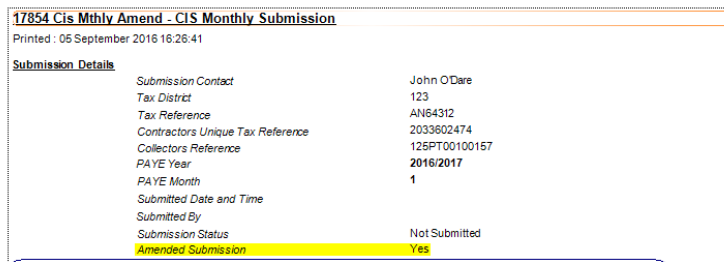 17854 Cis Mthly Amend - CIS Monthly Submission
Printed : 05 September 2016 16:26:41
Submission Details
Submission Contact John O'Dare
Tax District 123
Tax Reference AN64312
Contractors Unique Tax Reference 2033602474
Collectors Reference 125PT00100157
PAYE Year 2016/2017
PAYE Month 1
Submitted Date and Time
Submitted By
Submission Status Not Submitted
Amended Submission Yes